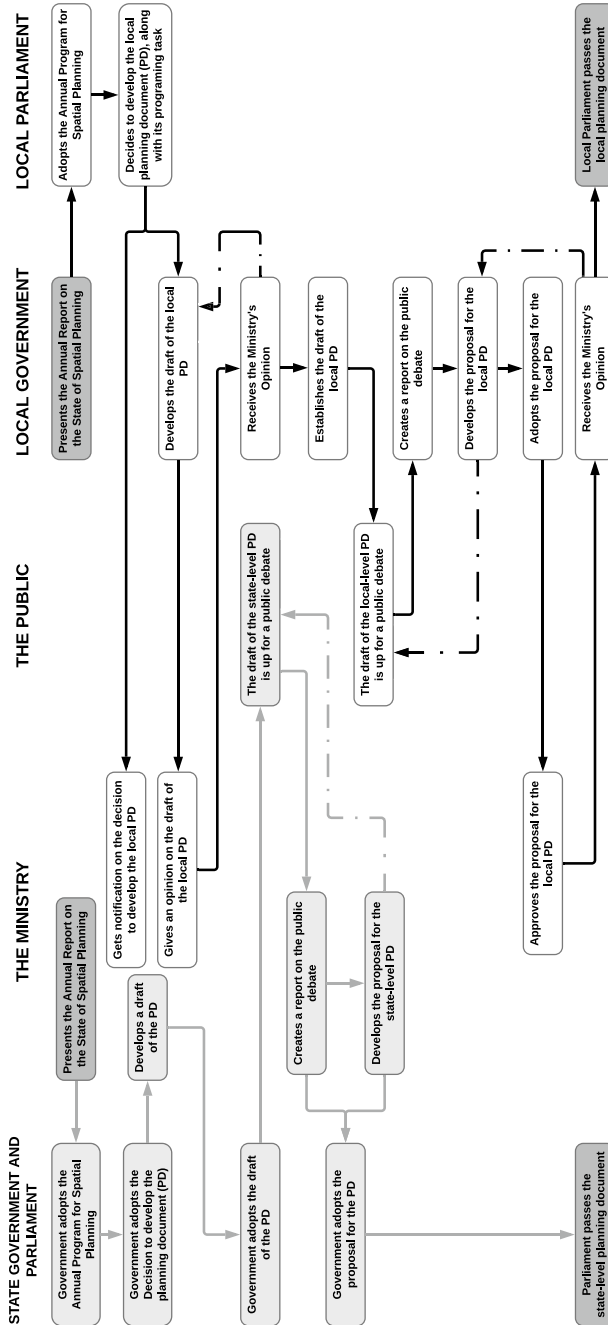 STATE GOVERNMENT AND
PARLIAMENT
Government adopts the
Annual Program for Spatial
Planning
Government adopts the
Decision to develop the
planning document (PD)
Government adopts the draft
of the PD
Government adopts the
proposal for the PD
Parliament passes the
state-level planning document
THE MINISTRY
Presents the Annual Report on
the State of Spatial Planning
Develops a draft
of the PD
Gets notification on the decision
to develop the local PD
Gives an opinion on the draft of
the local PD
Creates a report on the public
debate
Develops the proposal for the
state-level PD
Approves the proposal for the
local PD
THE PUBLIC
The draft of the state-level PD
is up for a public debate
The draft of the local-level PD
is up for a public debate
LOCAL GOVERNMENT
Presents the Annual Report on
the State of Spatial Planning
Develops the draft of the local
PD
Receives the Ministry's
Opinion
Establishes the draft of the
local PD
Creates a report on the public
debate
Develops the proposal for the
local PD
Adopts the proposal for the
local PD
Receives the Ministry's
Opinion
LOCAL PARLIAMENT
Adopts the Annual Program for
Spatial Planning
Decides to develop the local
planning document (PD), along
with its programing task
Local Parliament passes the
local planning document